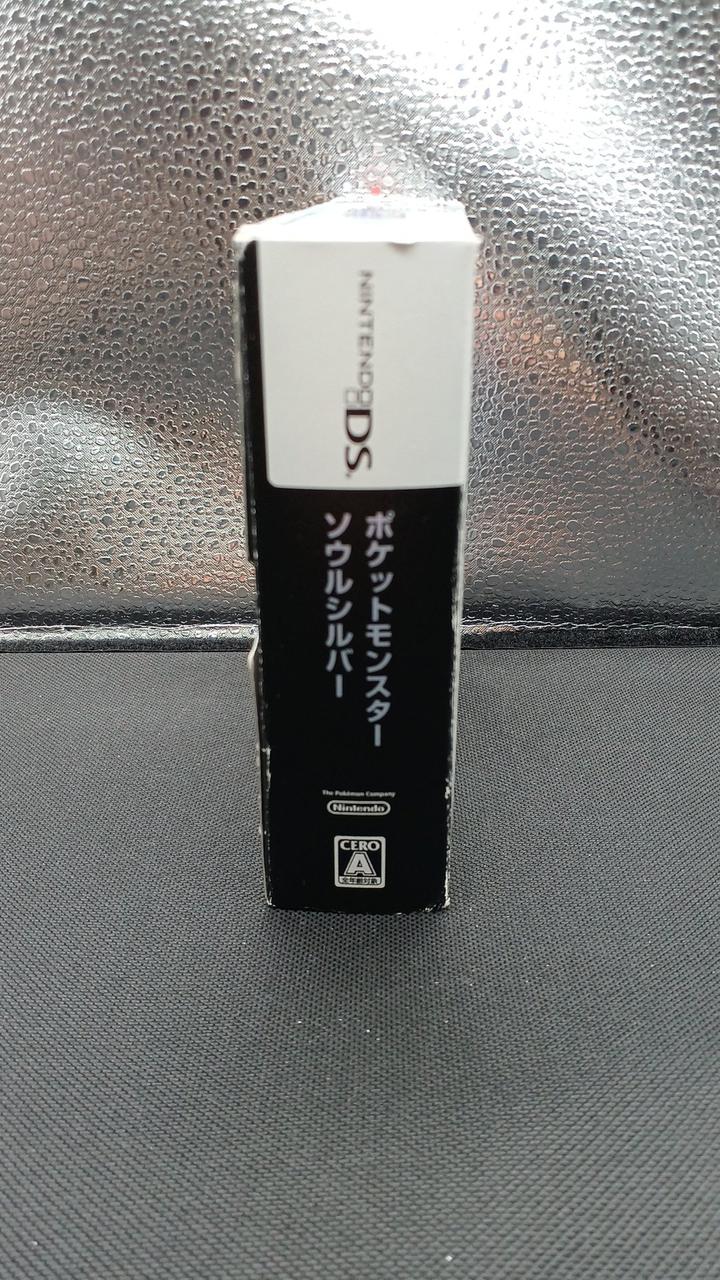 NINTENDO DS
ポケットモンスター
ソウルシルバー
The Pokémon Company
Nintendo
CERO
A
全年齢対象